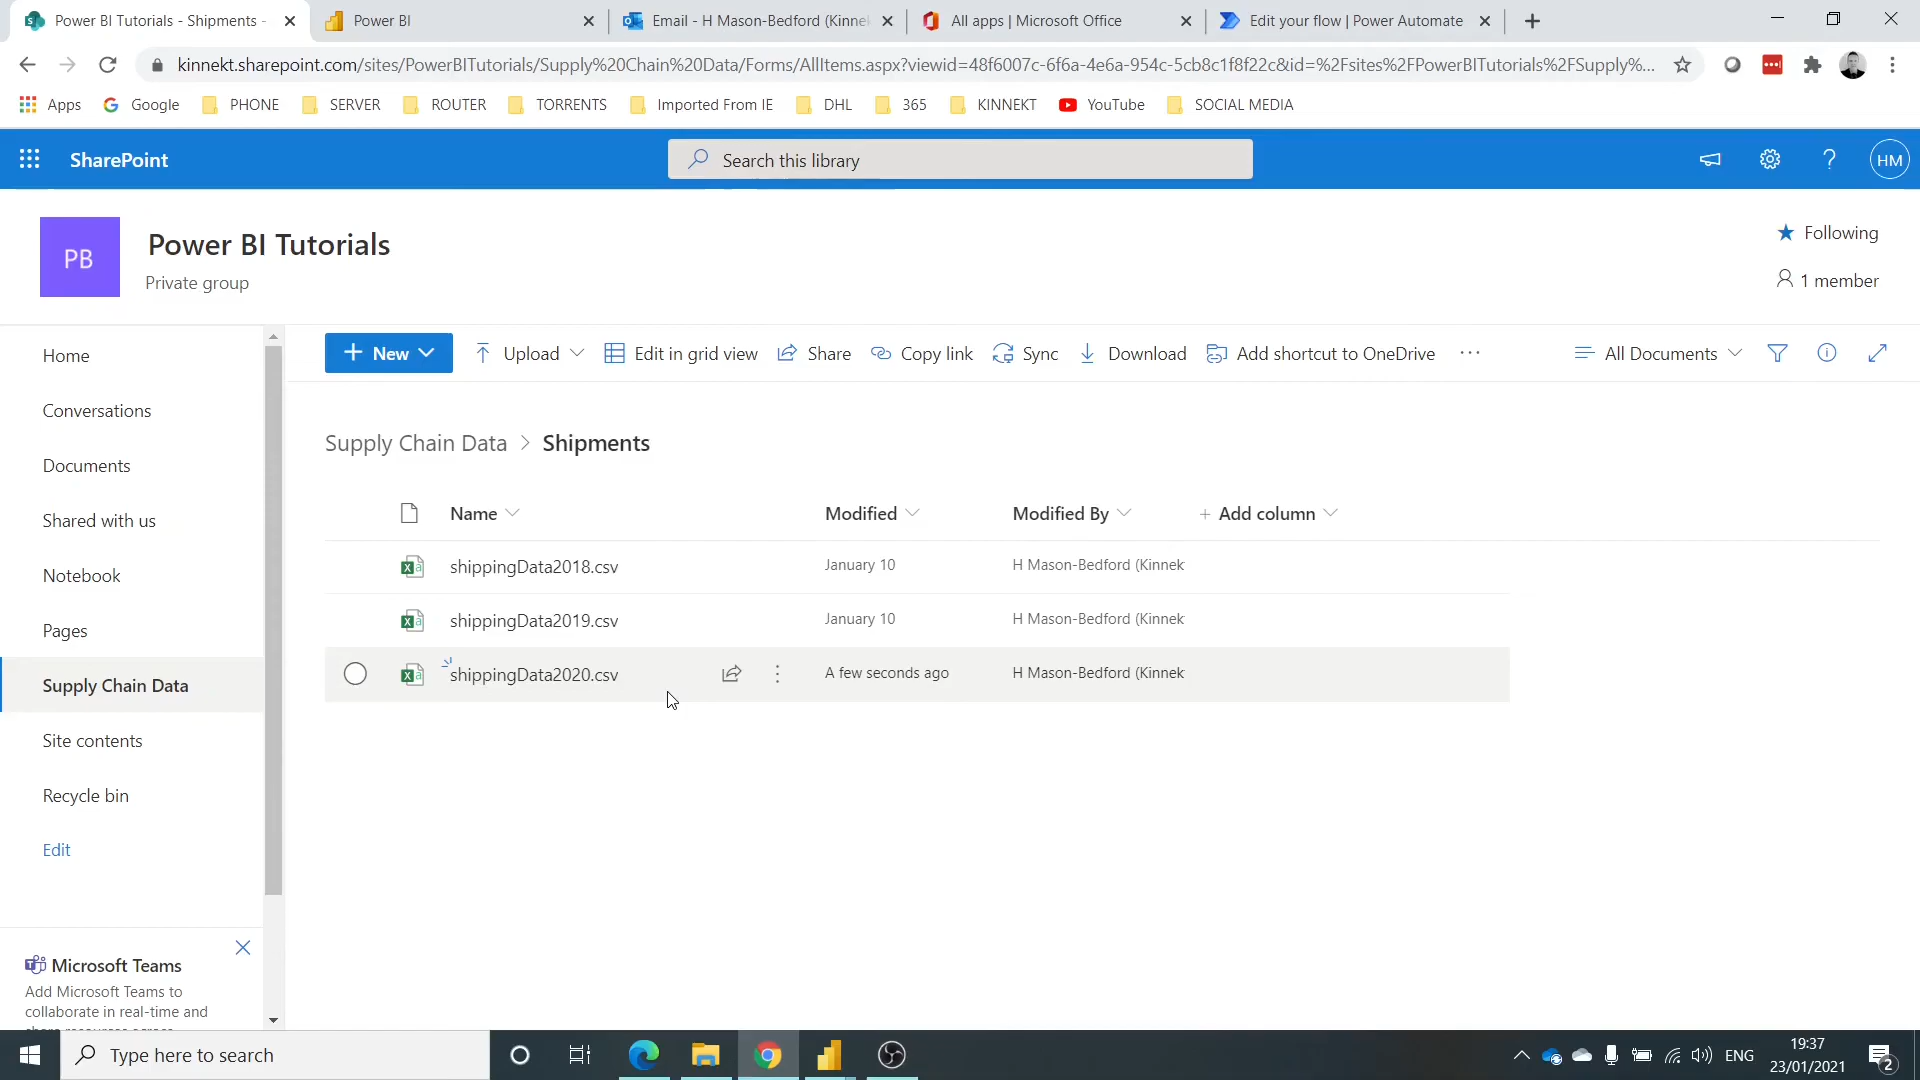 Power BI Tutorials - Shipments -
Power BI
Email - H Mason-Bedford (Kinnek
All apps | Microsoft Office
Edit your flow | Power Automate
kinnekt.sharepoint.com/sites/PowerBITutorials/Supply%20Chain%20Data/Forms/AllItems.aspx?viewid=48f6007c-6f6a-4e6a-954c-5cb8c1f8f22c&id=%2Fsites%2FPowerBITutorials%2FSupply%...
Apps
Google
PHONE
SERVER
ROUTER
TORRENTS
Imported From IE
DHL
365
KINNEKT
YouTube
SOCIAL MEDIA
SharePoint
Search this library
HM
PB
Power BI Tutorials
Private group
Following
1 member
Home
Conversations
Documents
Shared with us
Notebook
Pages
Supply Chain Data
Site contents
Recycle bin
Edit
Microsoft Teams
Add Microsoft Teams to
collaborate in real-time and
New
Upload
Edit in grid view
Share
Copy link
Sync
Download
Add shortcut to OneDrive
All Documents
Supply Chain Data > Shipments
Name
Modified
Modified By
+ Add column
shippingData2018.csv
January 10
H Mason-Bedford (Kinnek
shippingData2019.csv
January 10
H Mason-Bedford (Kinnek
shippingData2020.csv
A few seconds ago
H Mason-Bedford (Kinnek
Type here to search
ENG
19:37
23/01/2021
2